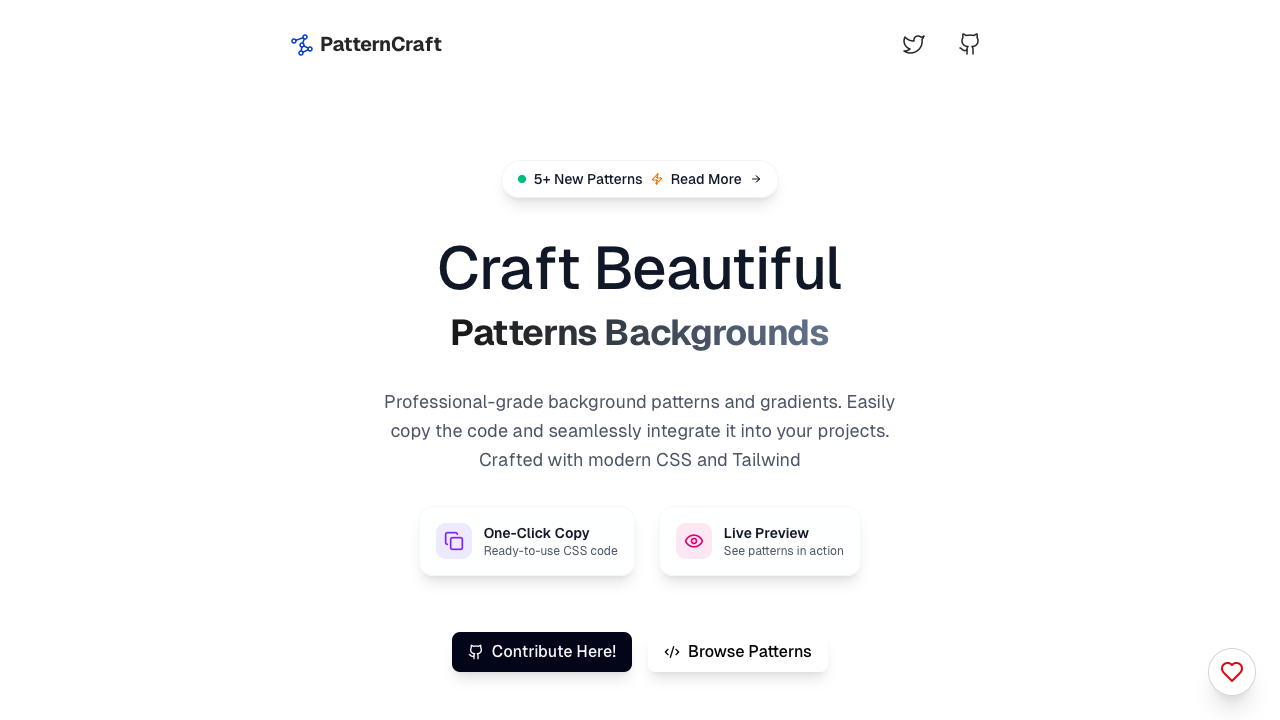 PatternCraft
5+ New Patterns Read More
Craft Beautiful
Patterns Backgrounds
Professional-grade background patterns and gradients. Easily
copy the code and seamlessly integrate it into your projects.
Crafted with modern CSS and Tailwind
One-Click Copy
Ready-to-use CSS code
Live Preview
See patterns in action
Contribute Here!
Browse Patterns